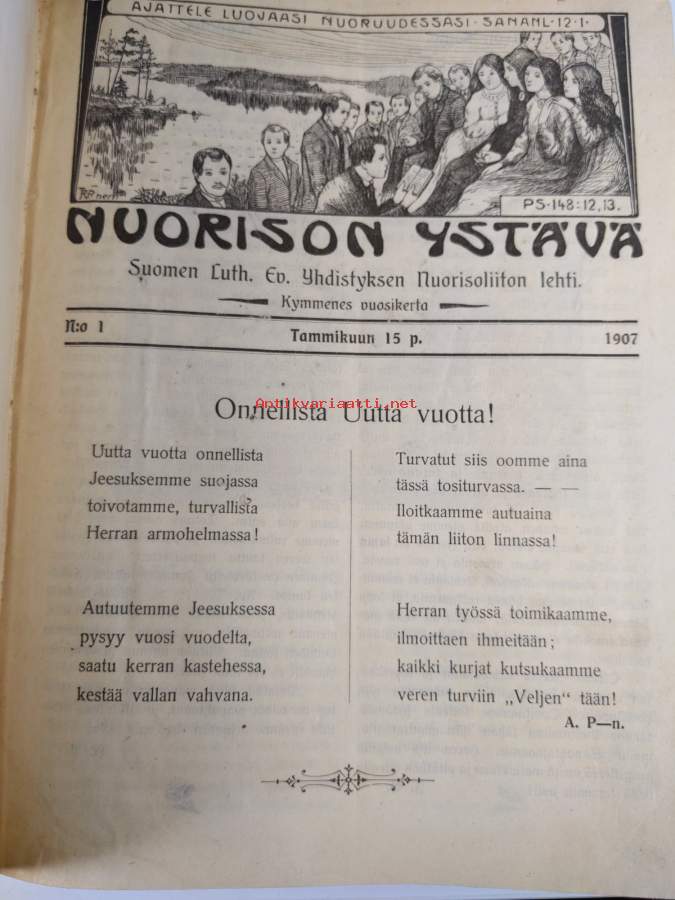 AJATTELE LUOJAASI NUORUUDESSASI · SANANL · 12 · 1 ·
PS · 148 : 12, 13.
NUORISON YSTÄVÄ
Suomen Luth. Ev. Yhdistyksen Nuorisoliiton lehti.
Kymmenes vuosikerta
N:o 1 Tammikuun 15 p. 1907
Antikvariaatti.net
Onnellista Uutta vuotta!
Uutta vuotta onnellista
Jeesuksemme suojassa
toivotamme, turvallista
Herran armohelmassa!
Autuutemme Jeesuksessa
pysyy vuosi vuodelta,
saatu kerran kastehessa,
kestää vallan vahvana.
Turvatut siis oomme aina
tässä tositurvassa. — —
Iloitkaamme autuaina
tämän liiton linnassa!
Herran työssä toimikaamme,
ilmoittaen ihmeitään;
kaikki kurjat kutsukaamme
veren turviin „Veljen“ tään!
A. P—n.